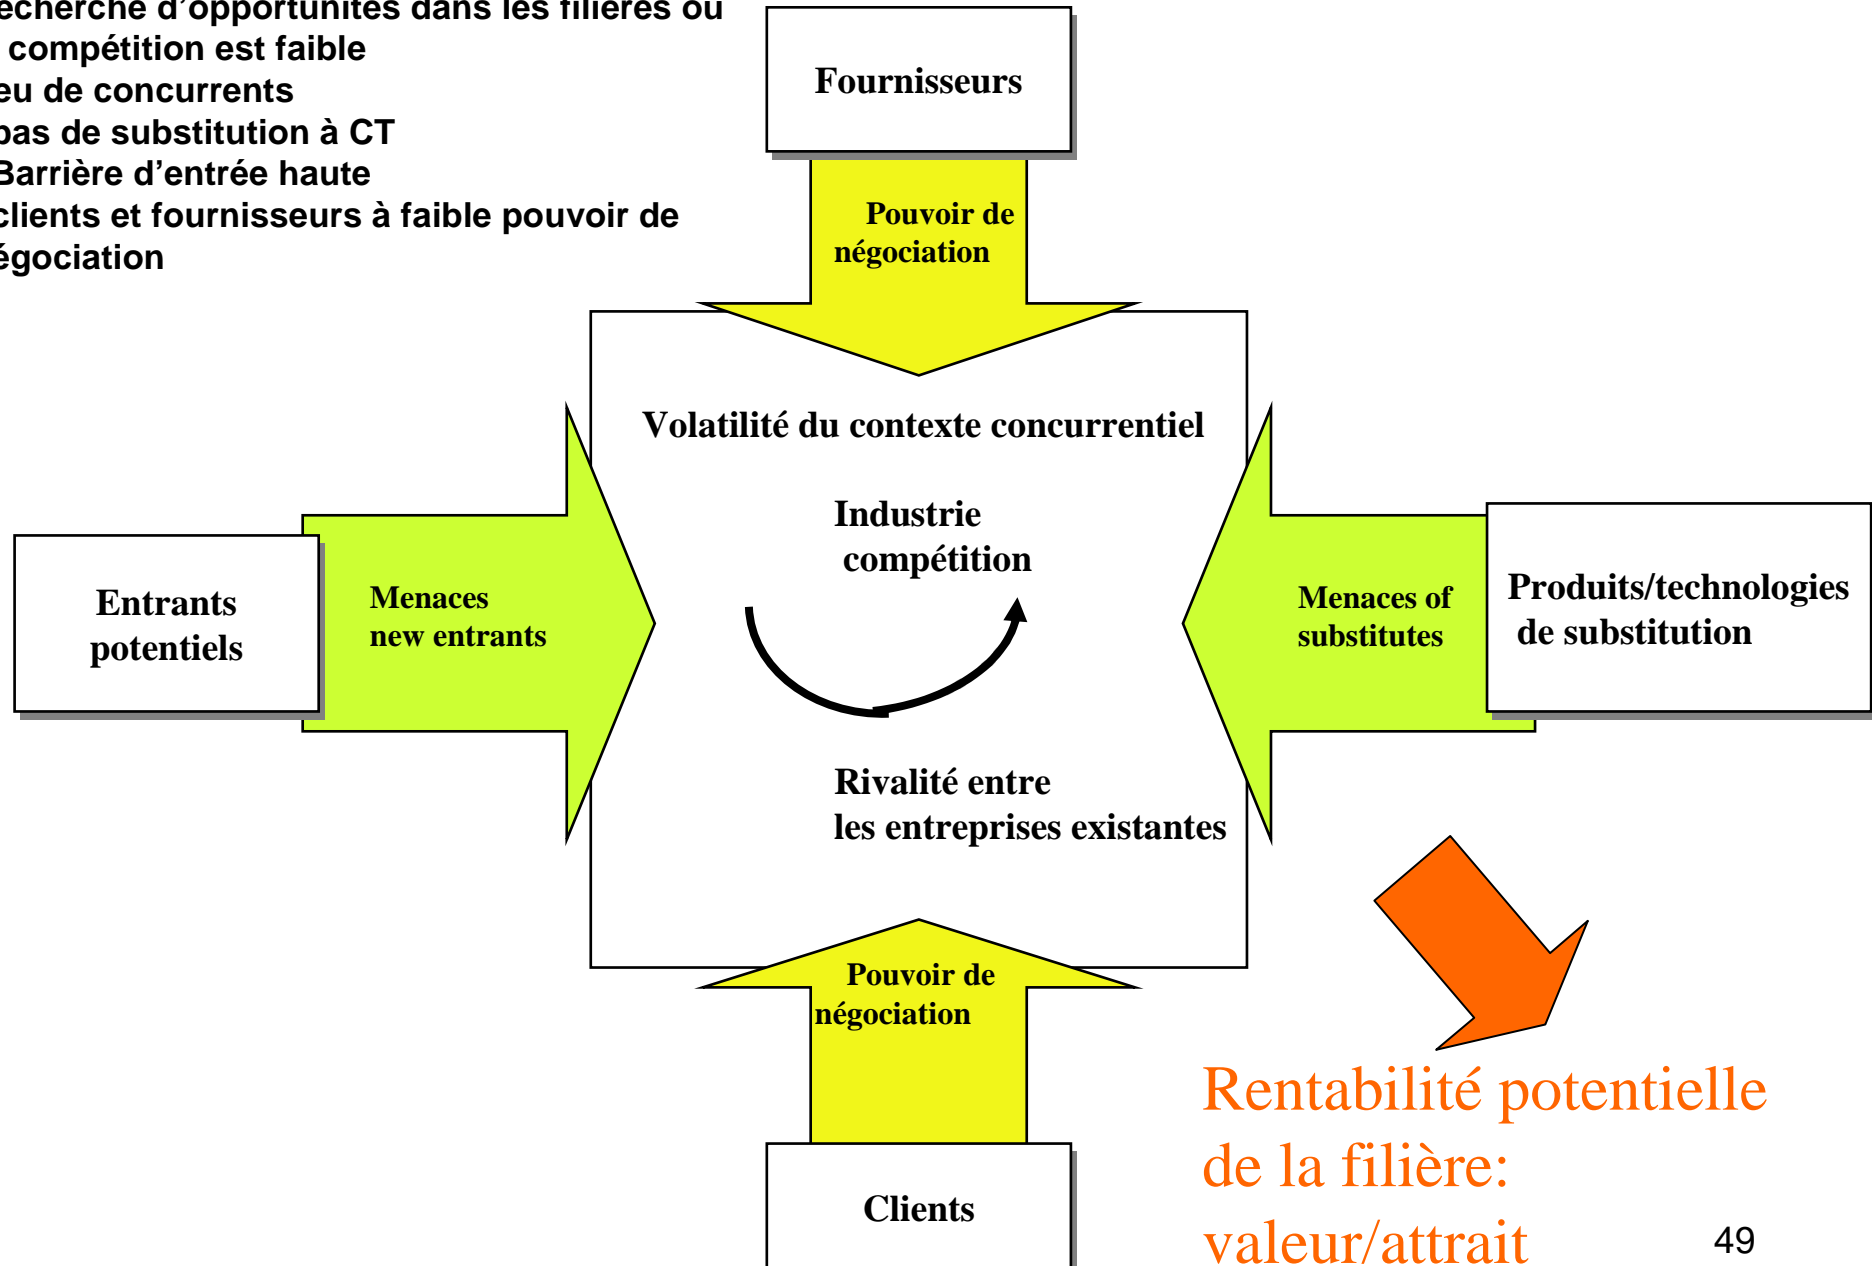 echerche d'opportunités dans les filières où
compétition est faible
eu de concurrents
pas de substitution à CT
Barrière d'entrée haute
clients et fournisseurs à faible pouvoir de
égociation
Fournisseurs
Pouvoir de
négociation
Volatilité du contexte concurrentiel
Industrie
compétition
Entrants
potentiels
Menaces
new entrants
Menaces of
substitutes
Produits/technologies
de substitution
Rivalité entre
les entreprises existantes
Pouvoir de
négociation
Clients
Rentabilité potentielle
de la filière:
valeur/attrait
49